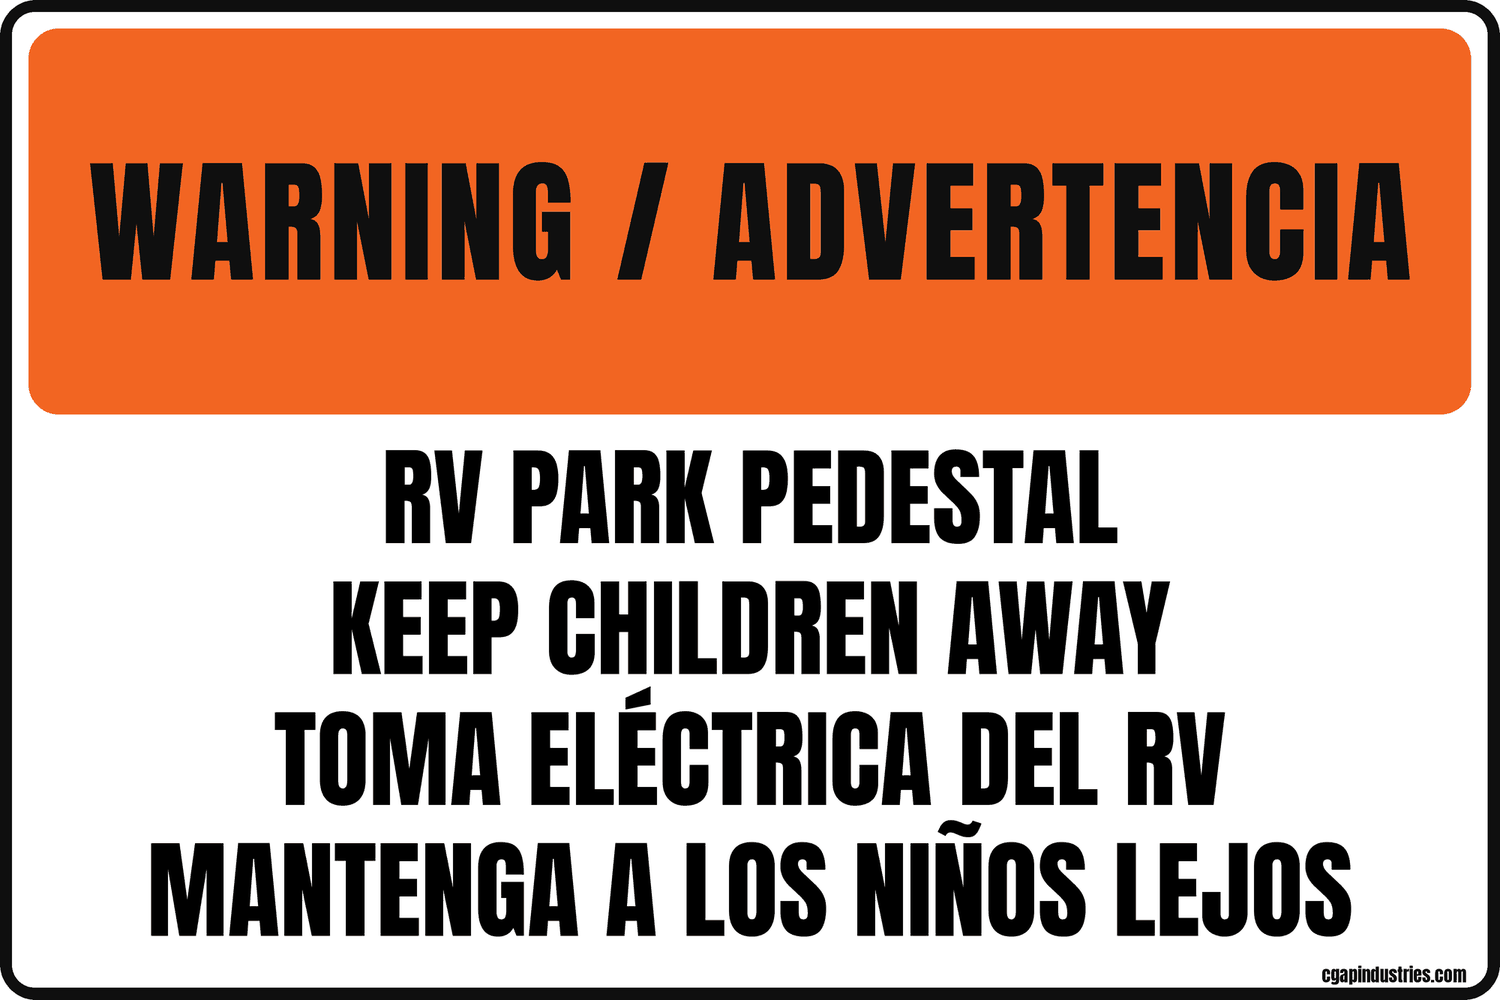 WARNING / ADVERTENCIA
RV PARK PEDESTAL
KEEP CHILDREN AWAY
TOMA ELÉCTRICA DEL RV
MANTENGA A LOS NIÑOS LEJOS
cgapindustries.com